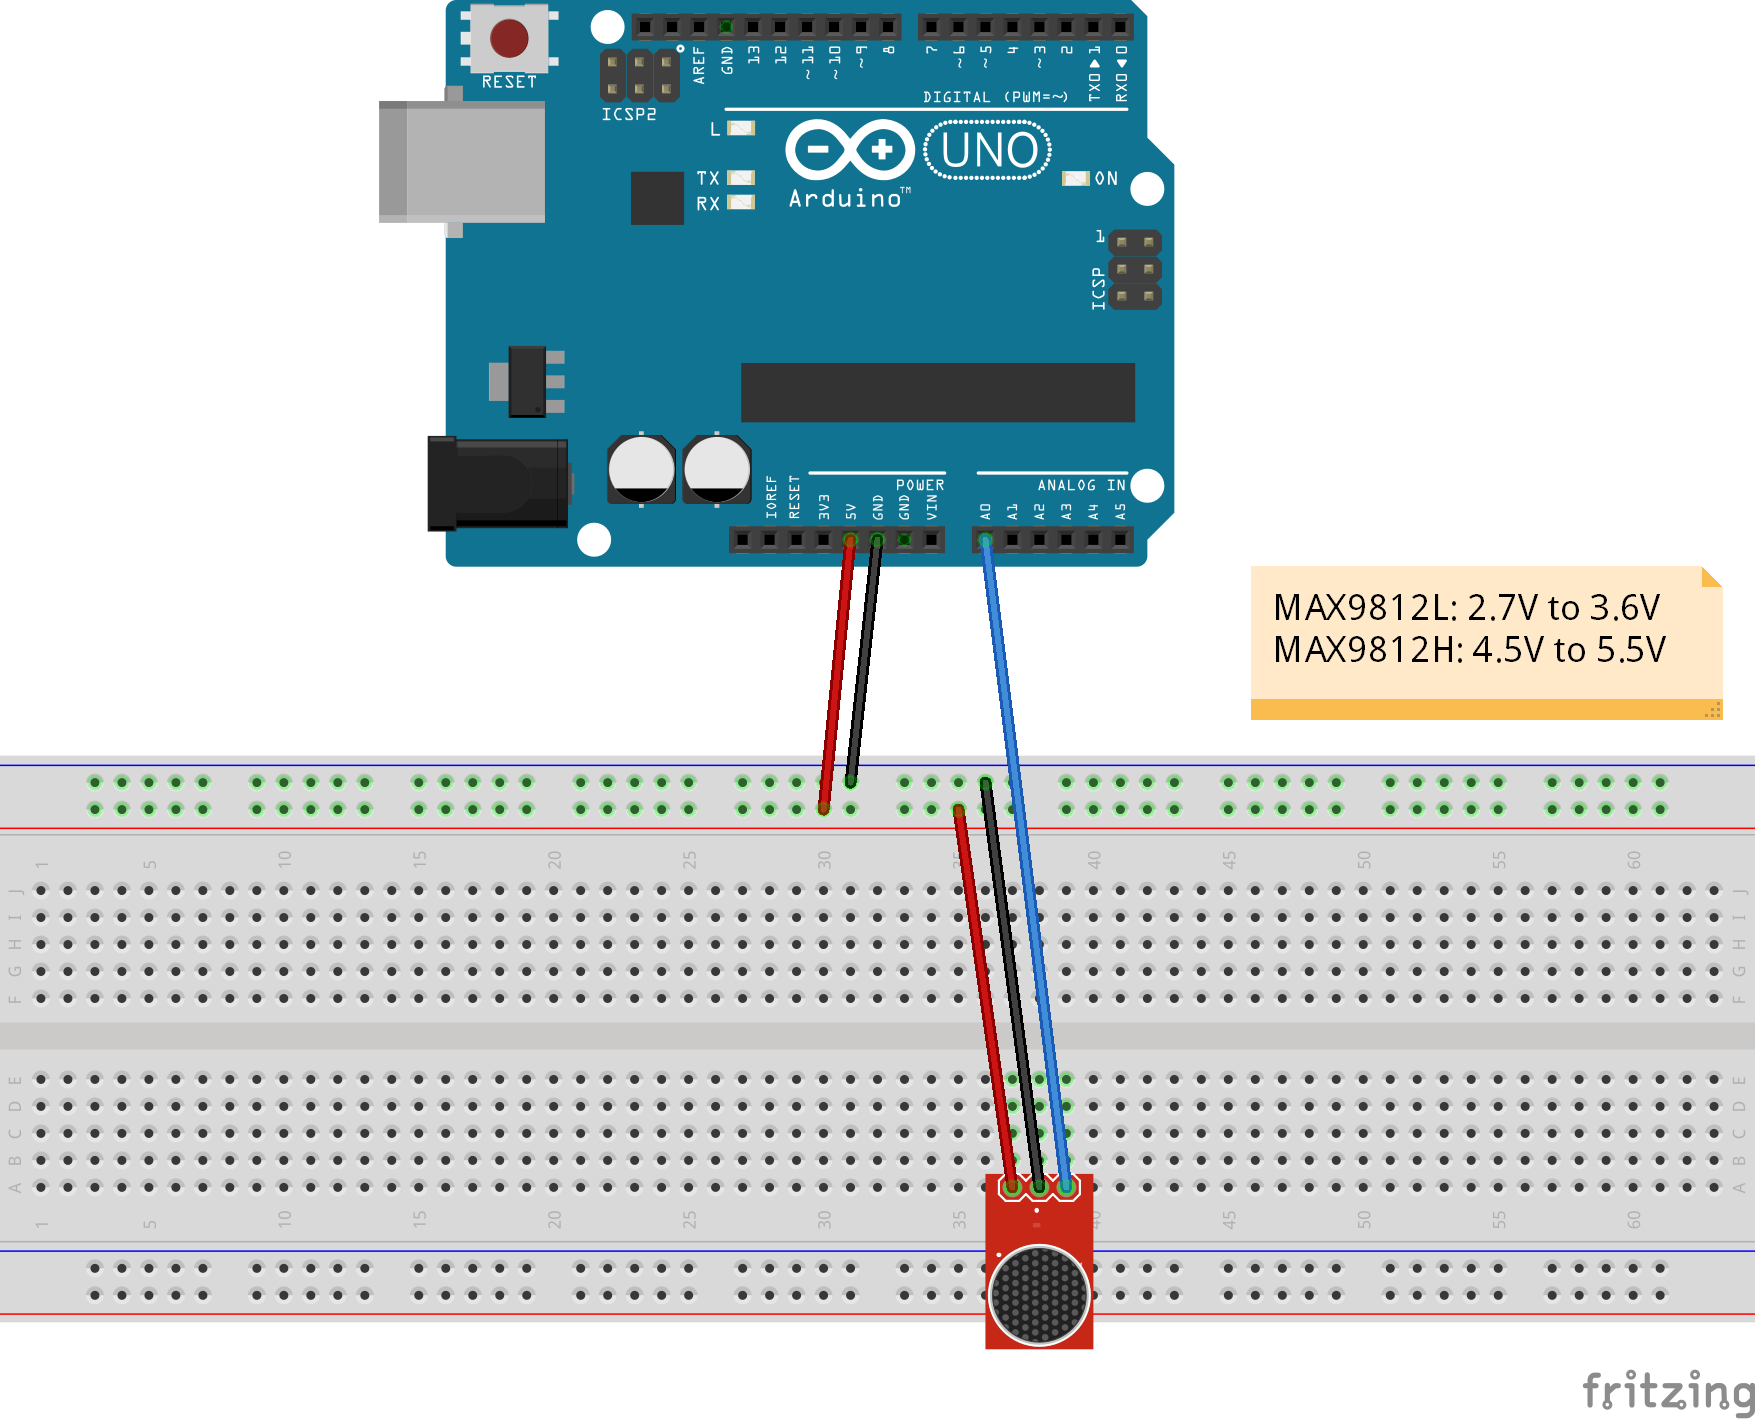 RESET
ICSP2
AREF
GND
13
12
~11
~10
~9
8
7
~6
~5
4
~3
2
TX0▶1
RX0◀0
DIGITAL (PWM=~)
L
TX
RX
UNO
Arduino™
ON
1
ICSP
POWER
ANALOG IN
IOREF
RESET
3V3
5V
GND
GND
VIN
A0
A1
A2
A3
A4
A5
MAX9812L: 2.7V to 3.6V
MAX9812H: 4.5V to 5.5V
1 5 10 15 20 25 30 35 40 45 50 55 60
J J
I I
H H
G G
F F
E E
D D
C C
B B
A A
1 5 10 15 20 25 30 35 40 45 50 55 60
fritzing